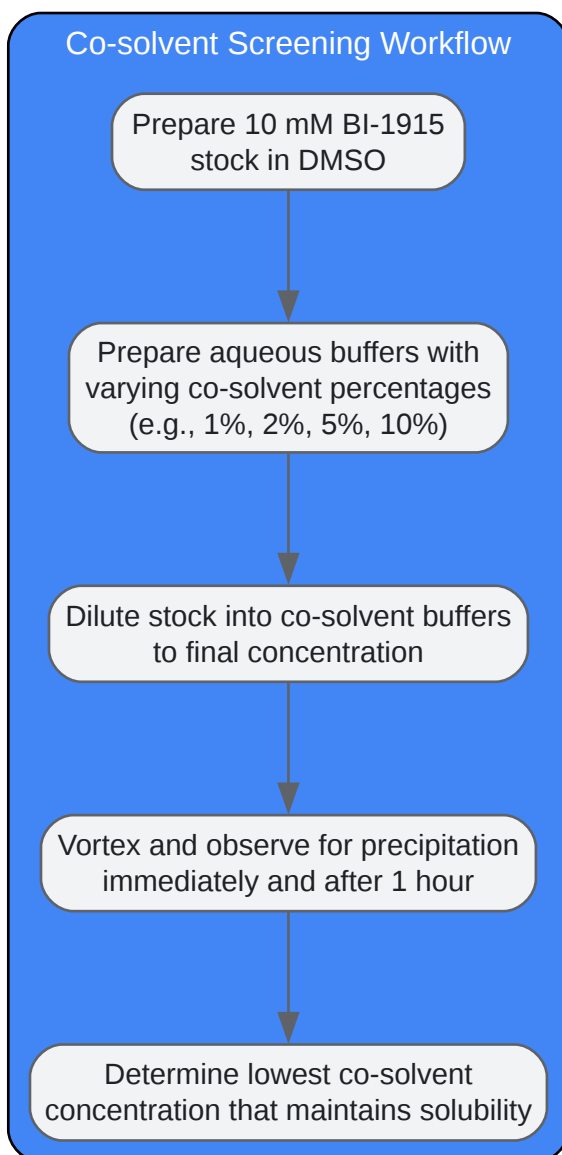 Co-solvent Screening Workflow
Prepare 10 mM BI-1915
stock in DMSO
Prepare aqueous buffers with
varying co-solvent percentages
(e.g., 1%, 2%, 5%, 10%)
Dilute stock into co-solvent buffers
to final concentration
Vortex and observe for precipitation
immediately and after 1 hour
Determine lowest co-solvent
concentration that maintains solubility